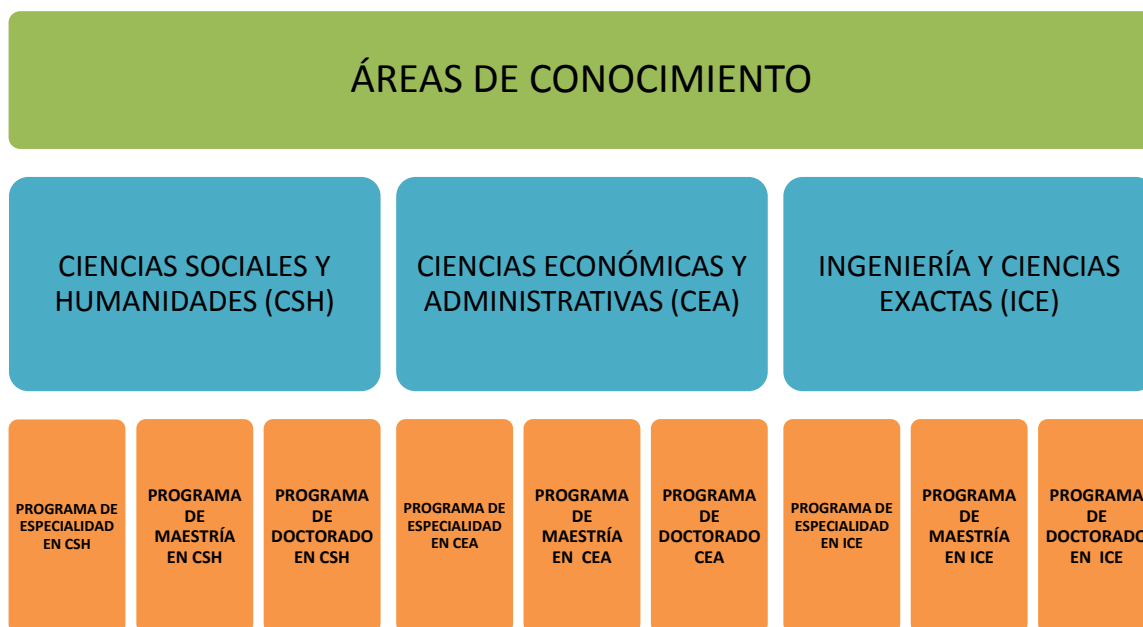 ÁREAS DE CONOCIMIENTO
CIENCIAS SOCIALES Y
HUMANIDADES (CSH)
CIENCIAS ECONÓMICAS Y
ADMINISTRATIVAS (CEA)
INGENIERÍA Y CIENCIAS
EXACTAS (ICE)
PROGRAMA DE
ESPECIALIDAD
EN CSH
PROGRAMA
DE
MAESTRÍA
EN CSH
PROGRAMA
DE
DOCTORADO
EN CSH
PROGRAMA DE
ESPECIALIDAD
EN CEA
PROGRAMA
DE
MAESTRÍA
EN CEA
PROGRAMA
DE
DOCTORADO
CEA
PROGRAMA DE
ESPECIALIDAD
EN ICE
PROGRAMA
DE
MAESTRÍA
EN ICE
PROGRAMA
DE
DOCTORADO
EN ICE